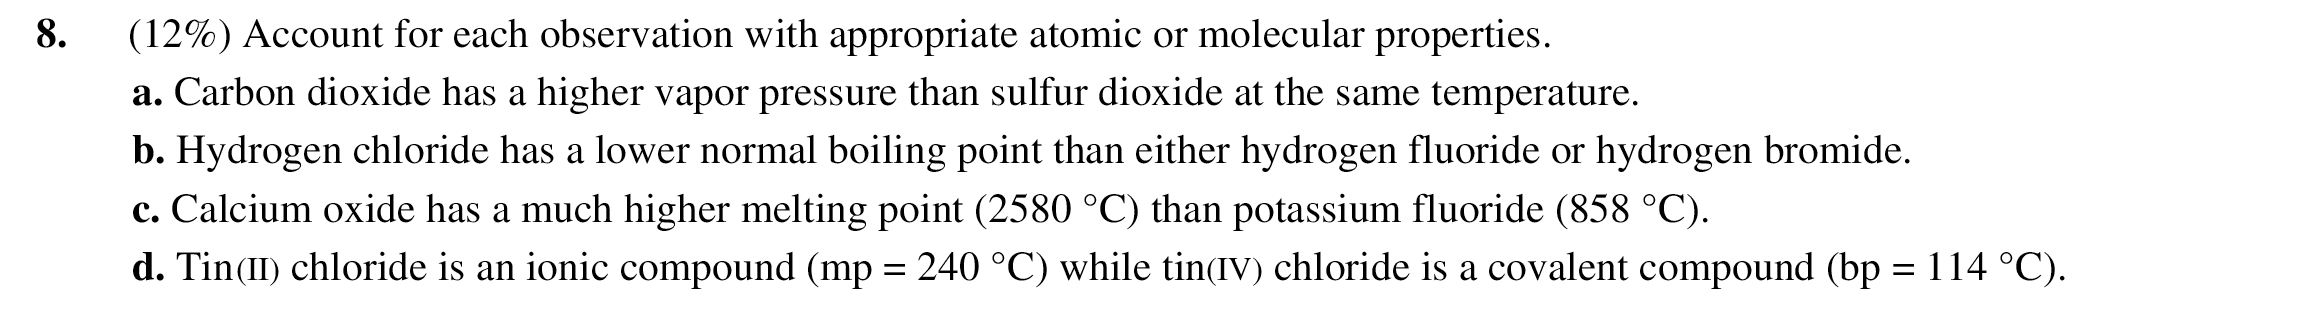 8. (12%) Account for each observation with appropriate atomic or molecular properties.
a. Carbon dioxide has a higher vapor pressure than sulfur dioxide at the same temperature.
b. Hydrogen chloride has a lower normal boiling point than either hydrogen fluoride or hydrogen bromide.
c. Calcium oxide has a much higher melting point (2580 °C) than potassium fluoride (858 °C).
d. Tin(II) chloride is an ionic compound (mp = 240 °C) while tin(IV) chloride is a covalent compound (bp = 114 °C).